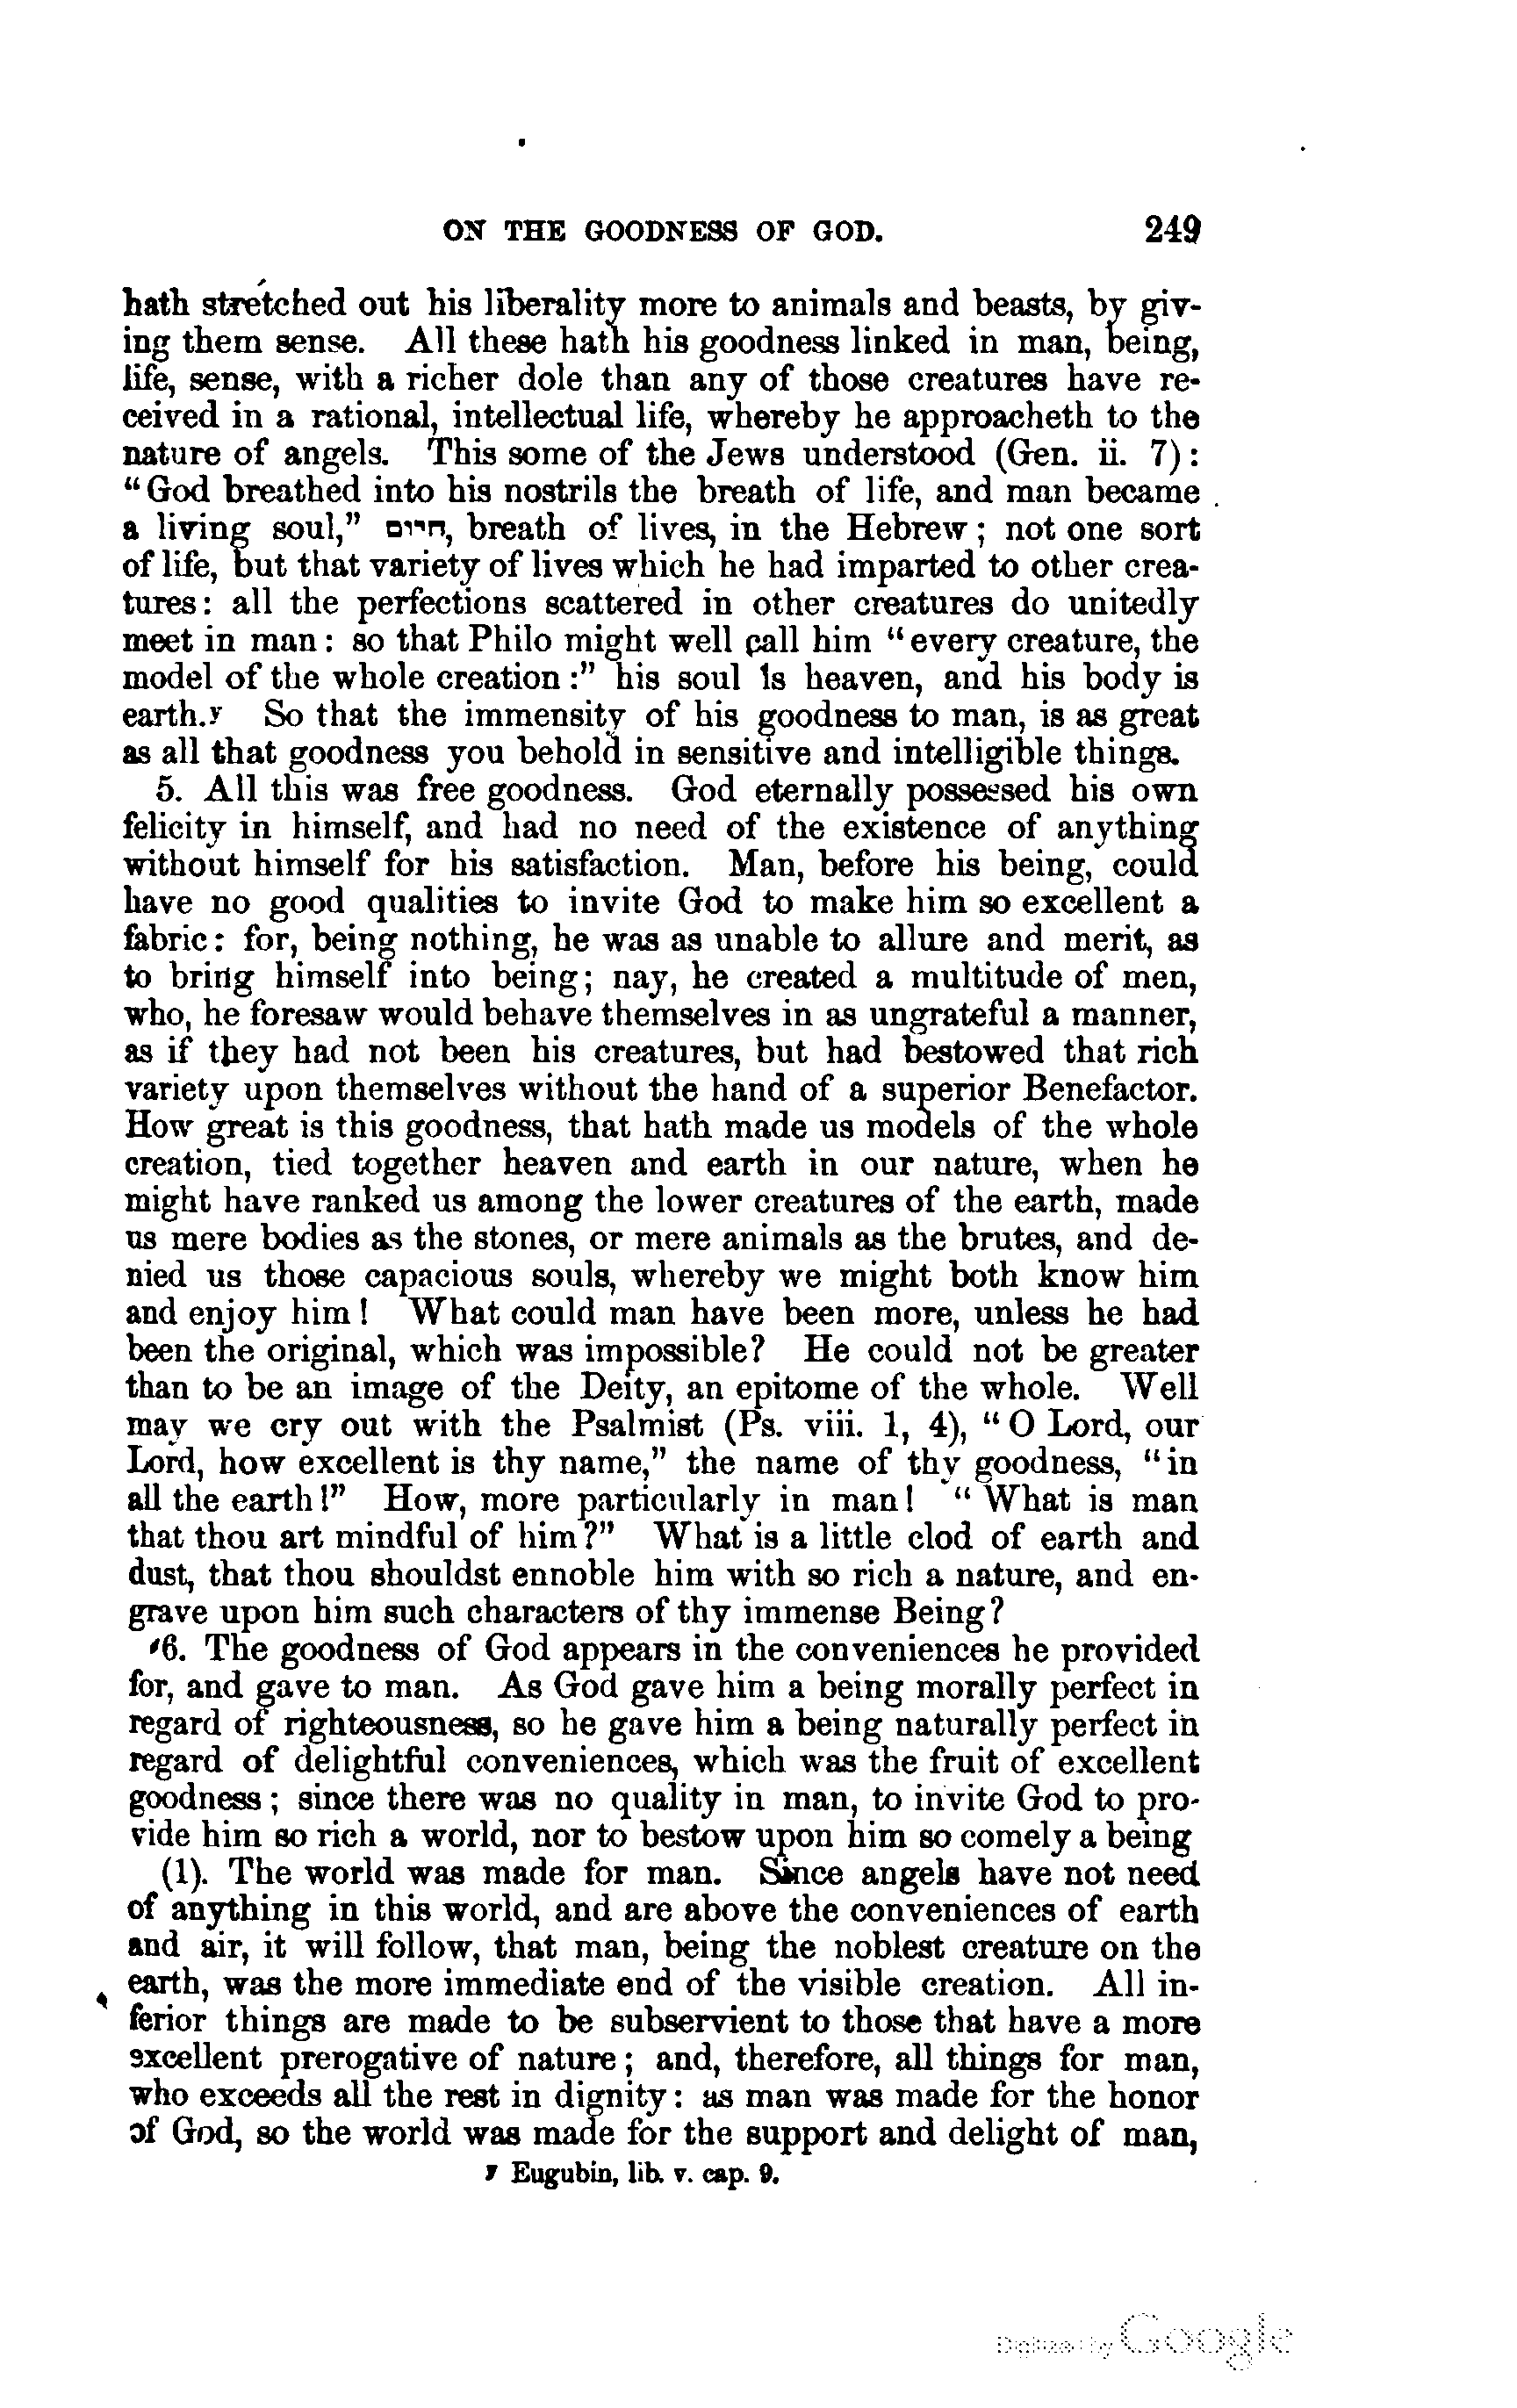 ON THE GOODNESS OF GOD. 249
hath stretched out his liberality more to animals and beasts, by giv-
ing them sense. All these hath his goodness linked in man, being,
life, sense, with a richer dole than any of those creatures have re-
ceived in a rational, intellectual life, whereby he approacheth to the
nature of angels. This some of the Jews understood (Gen. ii. 7):
“God breathed into his nostrils the breath of life, and man became
a living soul,” חיים, breath of lives, in the Hebrew; not one sort
of life, but that variety of lives which he had imparted to other crea-
tures: all the perfections scattered in other creatures do unitedly
meet in man: so that Philo might well call him “every creature, the
model of the whole creation:” his soul is heaven, and his body is
earth.y So that the immensity of his goodness to man, is as great
as all that goodness you behold in sensitive and intelligible things.
5. All this was free goodness. God eternally possessed his own
felicity in himself, and had no need of the existence of anything
without himself for his satisfaction. Man, before his being, could
have no good qualities to invite God to make him so excellent a
fabric: for, being nothing, he was as unable to allure and merit, as
to bring himself into being; nay, he created a multitude of men,
who, he foresaw would behave themselves in as ungrateful a manner,
as if they had not been his creatures, but had bestowed that rich
variety upon themselves without the hand of a superior Benefactor.
How great is this goodness, that hath made us models of the whole
creation, tied together heaven and earth in our nature, when he
might have ranked us among the lower creatures of the earth, made
us mere bodies as the stones, or mere animals as the brutes, and de-
nied us those capacious souls, whereby we might both know him
and enjoy him! What could man have been more, unless he had
been the original, which was impossible? He could not be greater
than to be an image of the Deity, an epitome of the whole. Well
may we cry out with the Psalmist (Ps. viii. 1, 4), “O Lord, our
Lord, how excellent is thy name,” the name of thy goodness, “in
all the earth!” How, more particularly in man! “What is man
that thou art mindful of him?” What is a little clod of earth and
dust, that thou shouldst ennoble him with so rich a nature, and en-
grave upon him such characters of thy immense Being?
6. The goodness of God appears in the conveniences he provided
for, and gave to man. As God gave him a being morally perfect in
regard of righteousness, so he gave him a being naturally perfect in
regard of delightful conveniences, which was the fruit of excellent
goodness; since there was no quality in man, to invite God to pro-
vide him so rich a world, nor to bestow upon him so comely a being
(1). The world was made for man. Since angels have not need
of anything in this world, and are above the conveniences of earth
and air, it will follow, that man, being the noblest creature on the
earth, was the more immediate end of the visible creation. All in-
ferior things are made to be subservient to those that have a more
excellent prerogative of nature; and, therefore, all things for man,
who exceeds all the rest in dignity: as man was made for the honor
of God, so the world was made for the support and delight of man,
y Eugubin, lib. v. cap. 9.
Digitized by Google